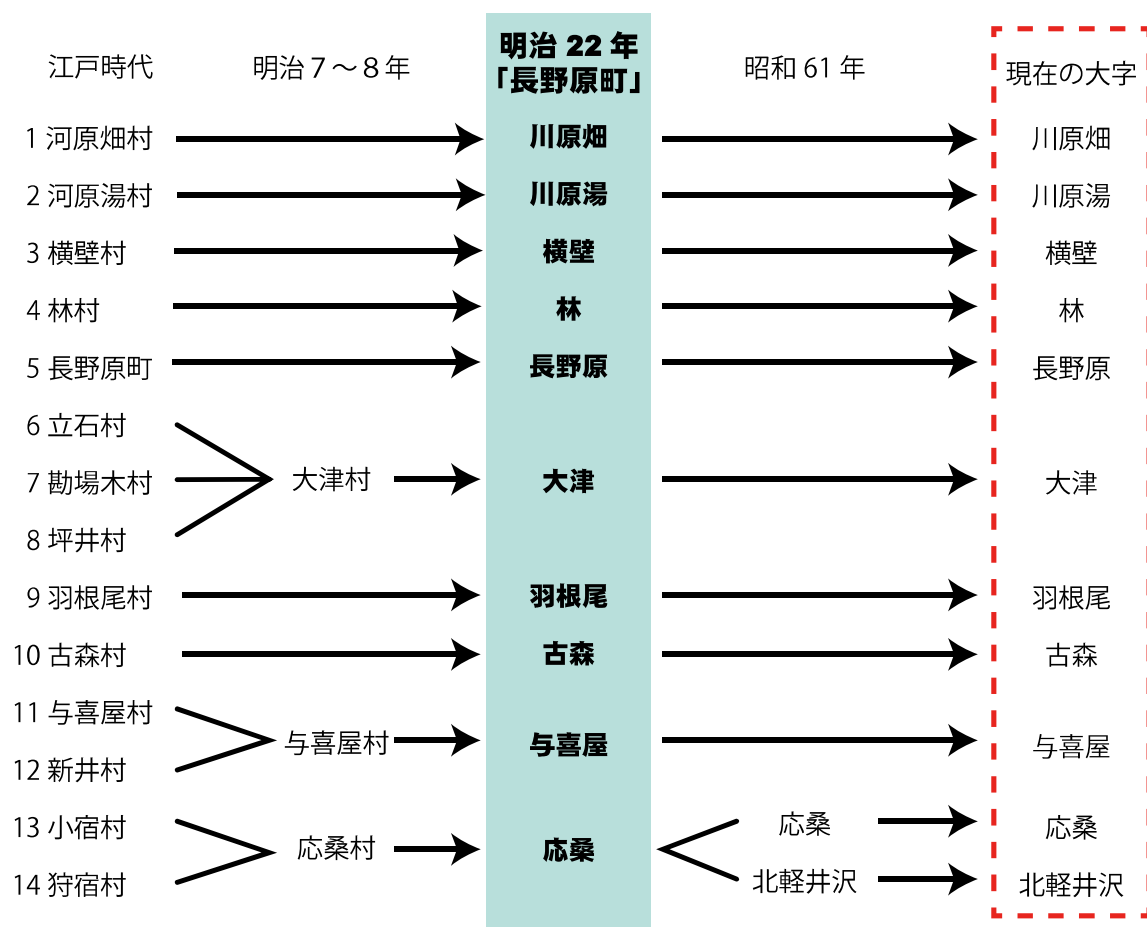 江戸時代 明治7～8年 明治 22 年 昭和 61 年 現在の大字
「長野原町」
1 河原畑村 川原畑 川原畑
2 河原湯村 川原湯 川原湯
3 横壁村 横壁 横壁
4 林村 林 林
5 長野原町 長野原 長野原
6 立石村
7 勘場木村 大津村 大津 大津
8 坪井村
9 羽根尾村 羽根尾 羽根尾
10 古森村 古森 古森
11 与喜屋村
与喜屋村 与喜屋 与喜屋
12 新井村
13 小宿村 応桑 応桑
応桑村 応桑
14 狩宿村 北軽井沢 北軽井沢